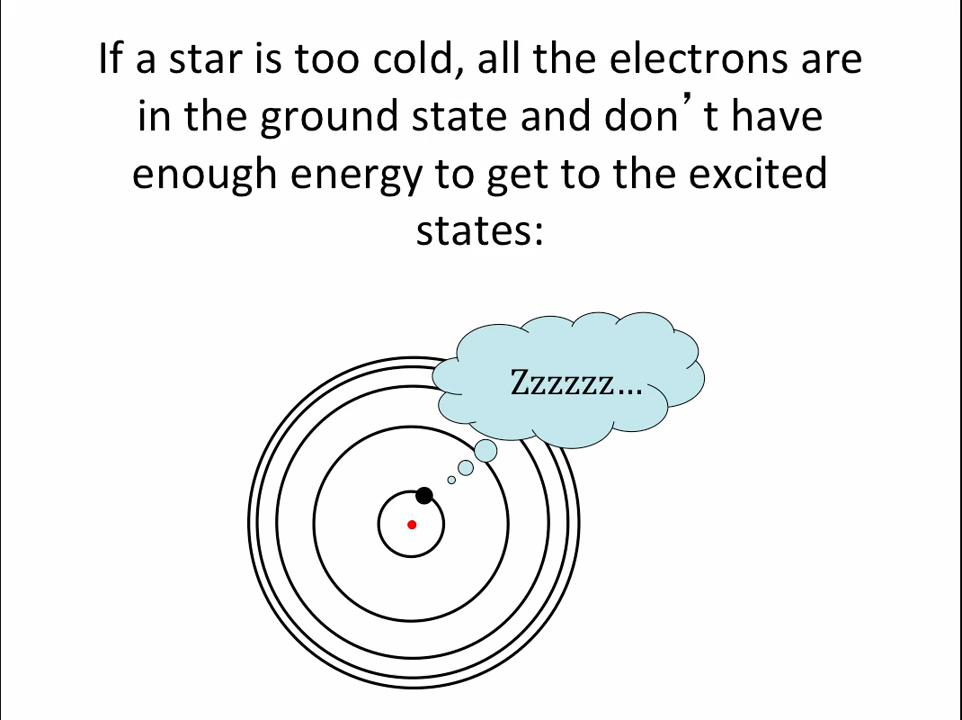 If a star is too cold, all the electrons are
in the ground state and don’t have
enough energy to get to the excited
states:
Zzzzzz…